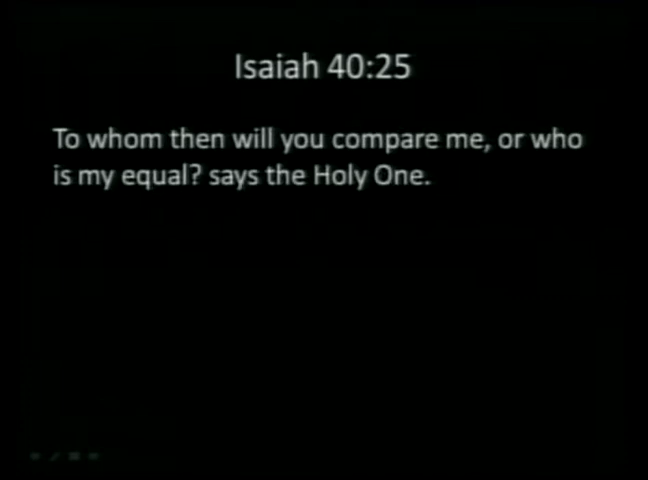 Isaiah 40:25
To whom then will you compare me, or who
is my equal? says the Holy One.